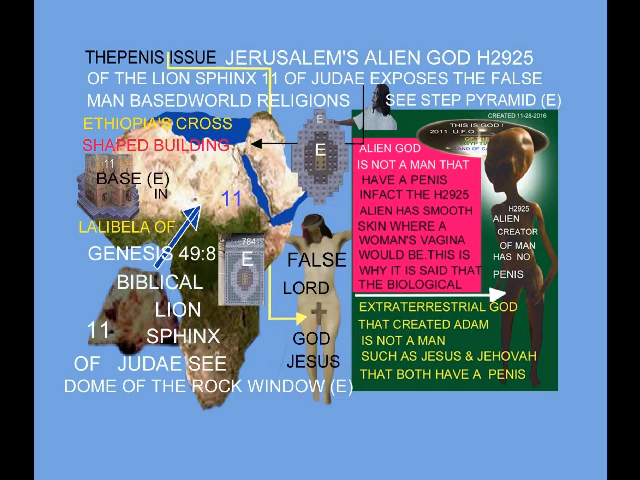 THEPENIS ISSUE JERUSALEM'S ALIEN GOD H2925
OF THE LION SPHINX 11 OF JUDAE EXPOSES THE FALSE
MAN BASEDWORLD RELIGIONS SEE STEP PYRAMID (E)
CREATED 11-28-2016
ETHIOPIA'S CROSS
SHAPED BUILDING
11
BASE (E)
IN
LALIBELA OF
GENESIS 49:8
BIBLICAL
LION
11 SPHINX
OF JUDAE SEE
DOME OF THE ROCK WINDOW (E)
11
E
E
784
E
FALSE
LORD
GOD
JESUS
THIS IS GOD'
2011 U.F.O.
ALIEN GOD
IS NOT A MAN THAT
HAVE A PENIS
INFACT THE H2925
ALIEN HAS SMOOTH
SKIN WHERE A
WOMAN'S VAGINA
WOULD BE.THIS IS
WHY IT IS SAID THAT
THE BIOLOGICAL
EXTRATERRESTRIAL GOD
THAT CREATED ADAM
IS NOT A MAN
SUCH AS JESUS & JEHOVAH
THAT BOTH HAVE A PENIS
H2925
ALIEN
CREATOR
OF MAN
HAS NO
PENIS